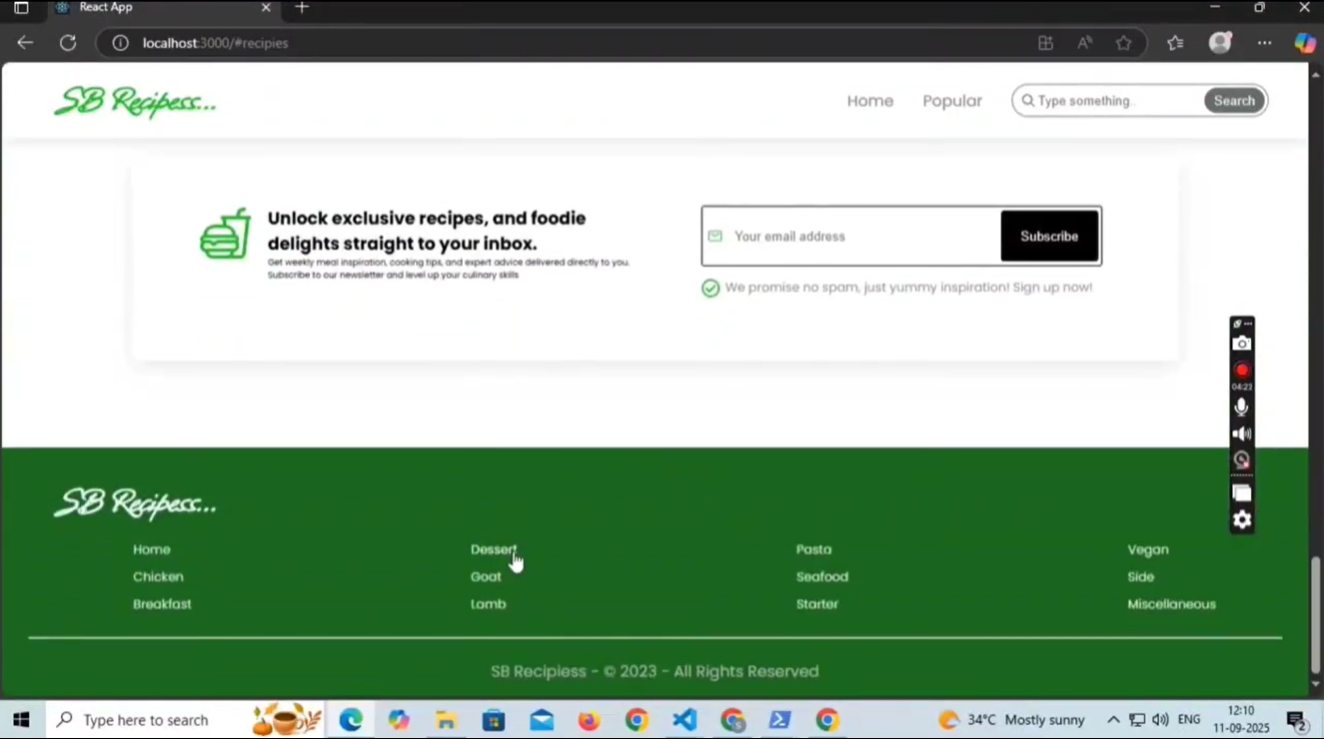 React App
localhost:3000/#recipies
SB Recipess...
Home
Popular
Type something..
Search
Unlock exclusive recipes, and foodie
delights straight to your inbox.
Get weekly meal inspiration, cooking tips, and expert advice delivered directly to you.
Subscribe to our newsletter and level up your culinary skills
Your email address
Subscribe
We promise no spam, just yummy inspiration! Sign up now!
04:23
SB Recipess...
Home
Dessert
Pasta
Vegan
Chicken
Goat
Seafood
Side
Breakfast
Lamb
Starter
Miscellaneous
SB Recipiess - © 2023 - All Rights Reserved
Type here to search
34°C Mostly sunny
ENG
12:10
11-09-2025
2